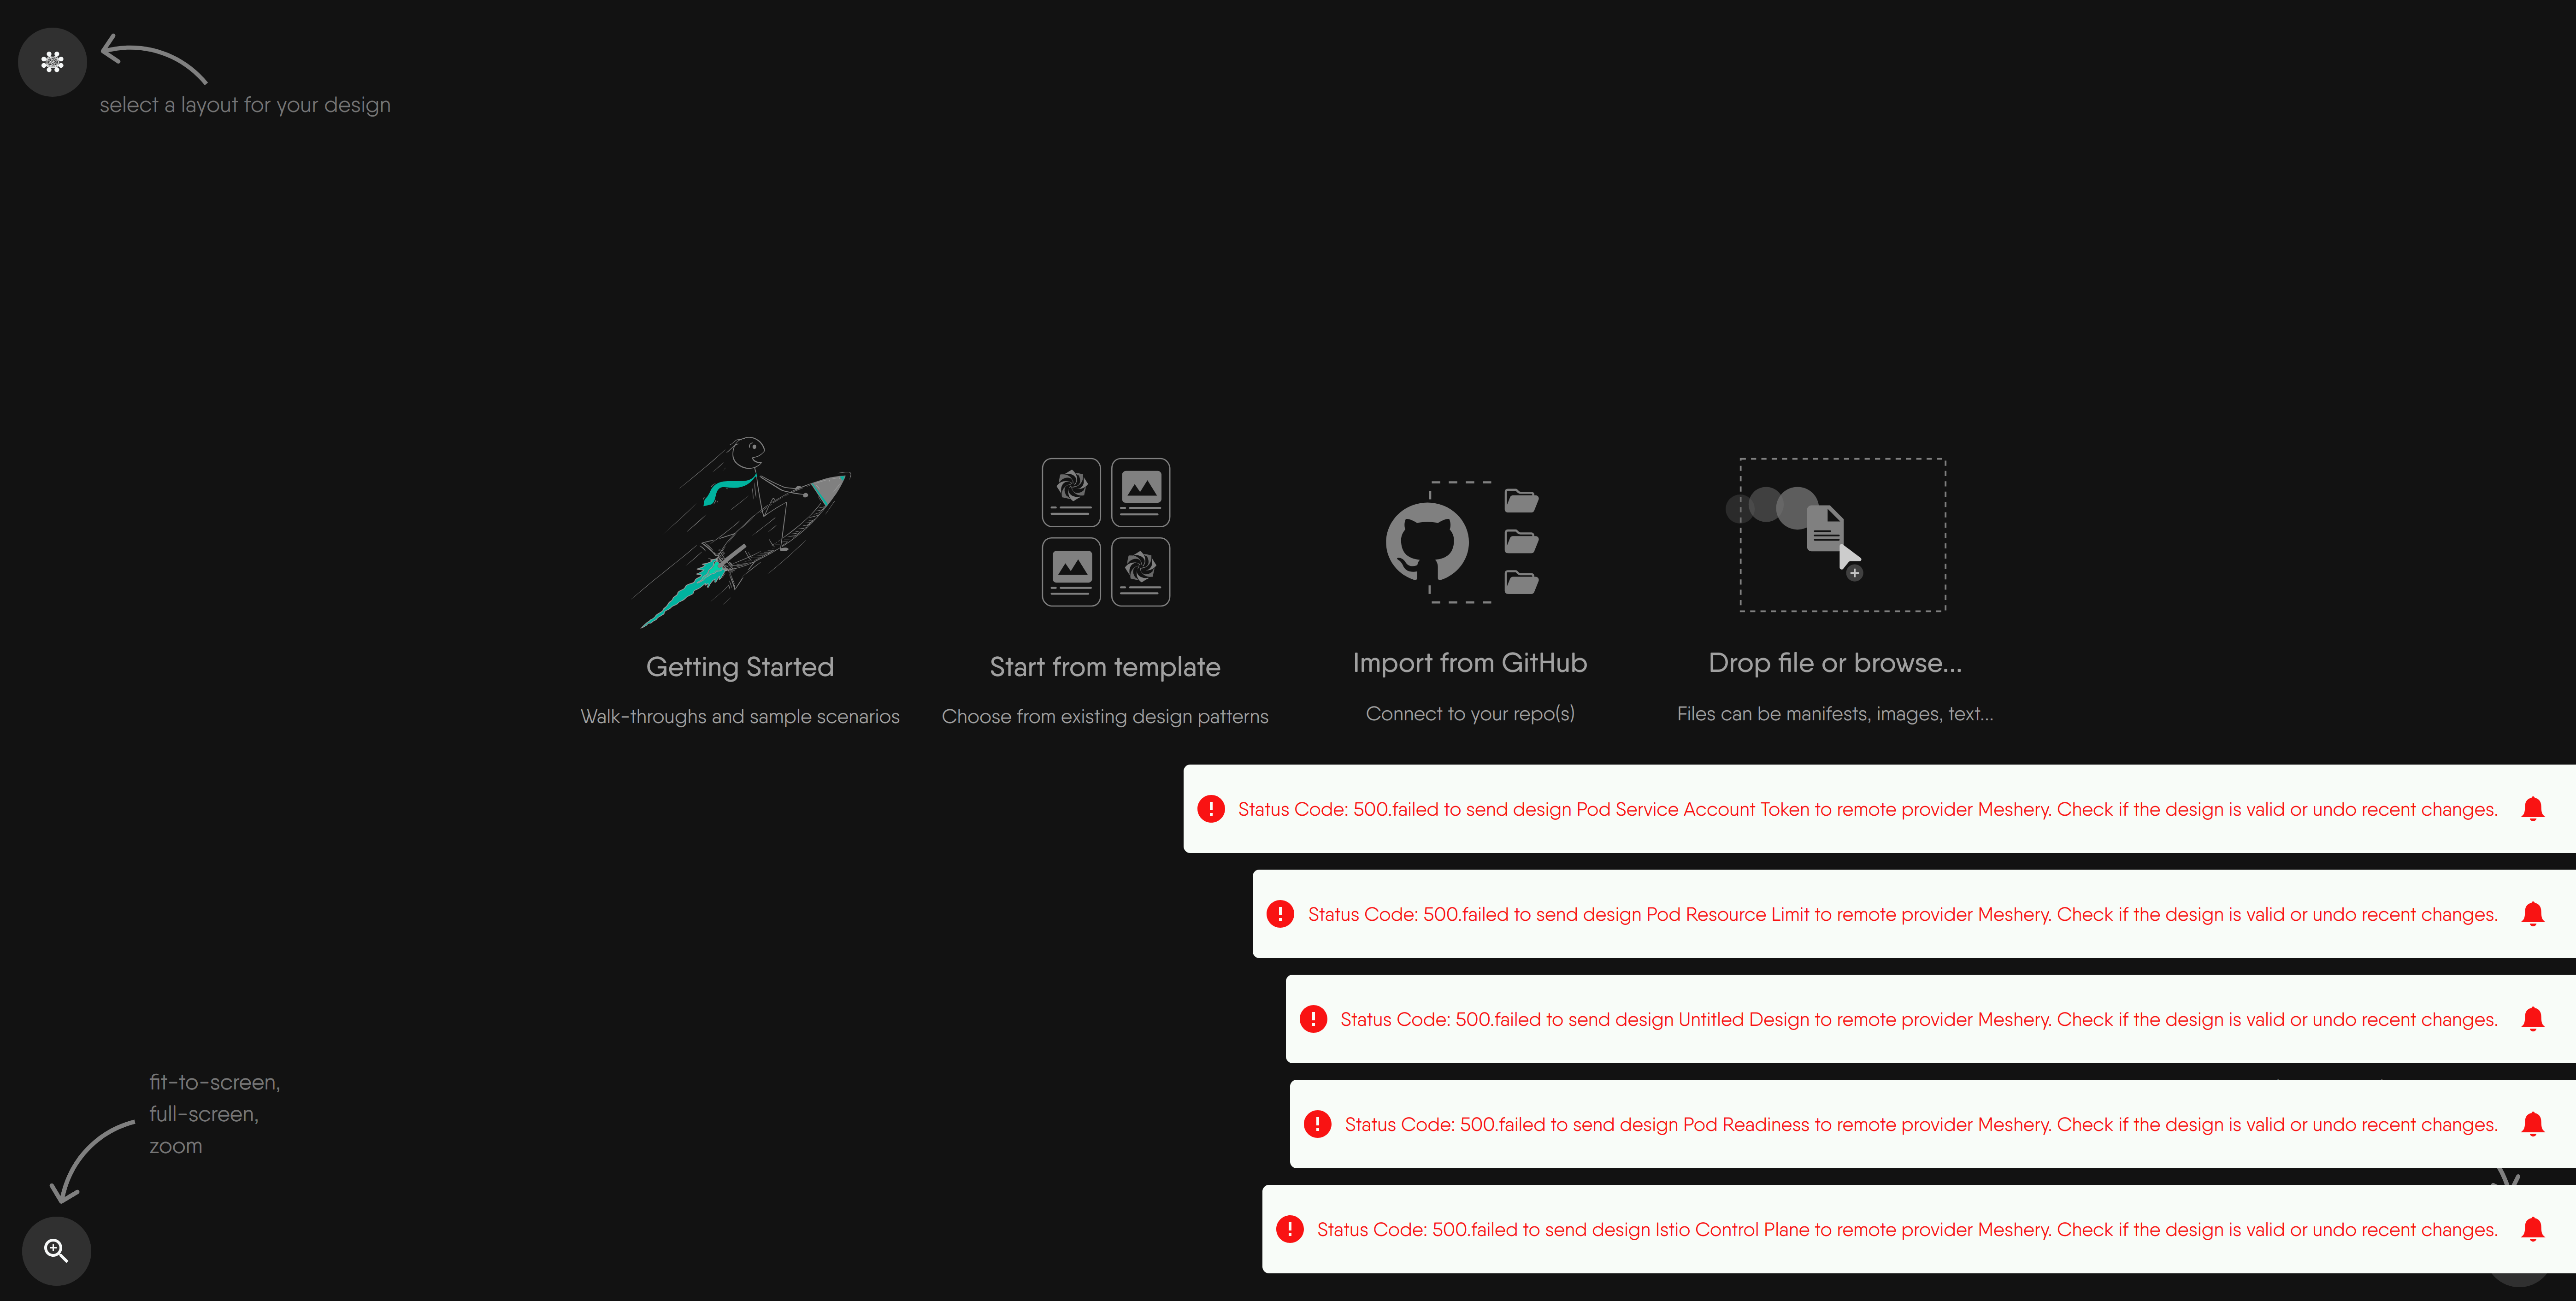 select a layout for your design
Getting Started
Start from template
Import from GitHub
Drop file or browse...
Walk-throughs and sample scenarios
Choose from existing design patterns
Connect to your repo(s)
Files can be manifests, images, text...
Status Code: 500.failed to send design Pod Service Account Token to remote provider Meshery. Check if the design is valid or undo recent changes.
Status Code: 500.failed to send design Pod Resource Limit to remote provider Meshery. Check if the design is valid or undo recent changes.
Status Code: 500.failed to send design Untitled Design to remote provider Meshery. Check if the design is valid or undo recent changes.
Status Code: 500.failed to send design Pod Readiness to remote provider Meshery. Check if the design is valid or undo recent changes.
Status Code: 500.failed to send design Istio Control Plane to remote provider Meshery. Check if the design is valid or undo recent changes.
fit-to-screen,
full-screen,
zoom